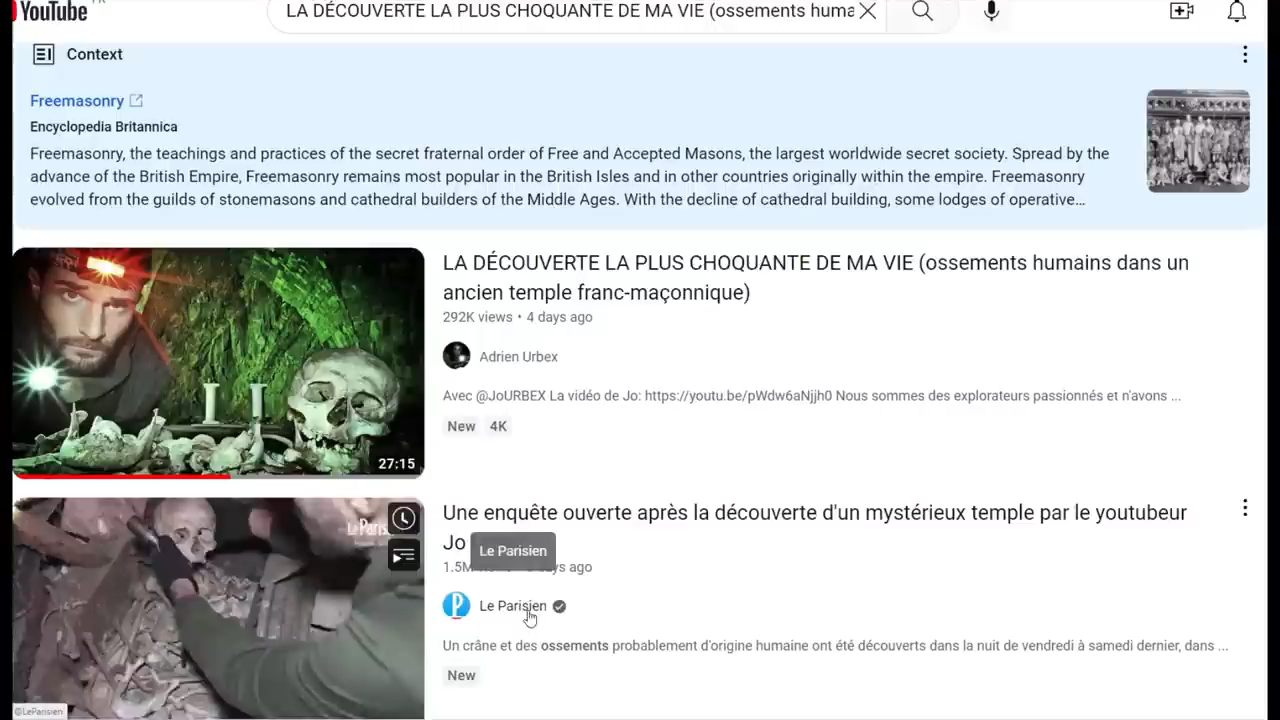 YouTube
LA DÉCOUVERTE LA PLUS CHOQUANTE DE MA VIE (ossements huma
Context
Freemasonry
Encyclopedia Britannica
Freemasonry, the teachings and practices of the secret fraternal order of Free and Accepted Masons, the largest worldwide secret society. Spread by the
advance of the British Empire, Freemasonry remains most popular in the British Isles and in other countries originally within the empire. Freemasonry
evolved from the guilds of stonemasons and cathedral builders of the Middle Ages. With the decline of cathedral building, some lodges of operative...
27:15
LA DÉCOUVERTE LA PLUS CHOQUANTE DE MA VIE (ossements humains dans un
ancien temple franc-maçonnique)
292K views • 4 days ago
Adrien Urbex
Avec @JoURBEX La vidéo de Jo: https://youtu.be/pWdw6aNjjh0 Nous sommes des explorateurs passionnés et n'avons ...
New 4K
Le Paris
Une enquête ouverte après la découverte d'un mystérieux temple par le youtubeur
Jo
Le Parisien
1.5M ago
Le Parisien
Un crâne et des ossements probablement d'origine humaine ont été découverts dans la nuit de vendredi à samedi dernier, dans ...
New
@LeParisien